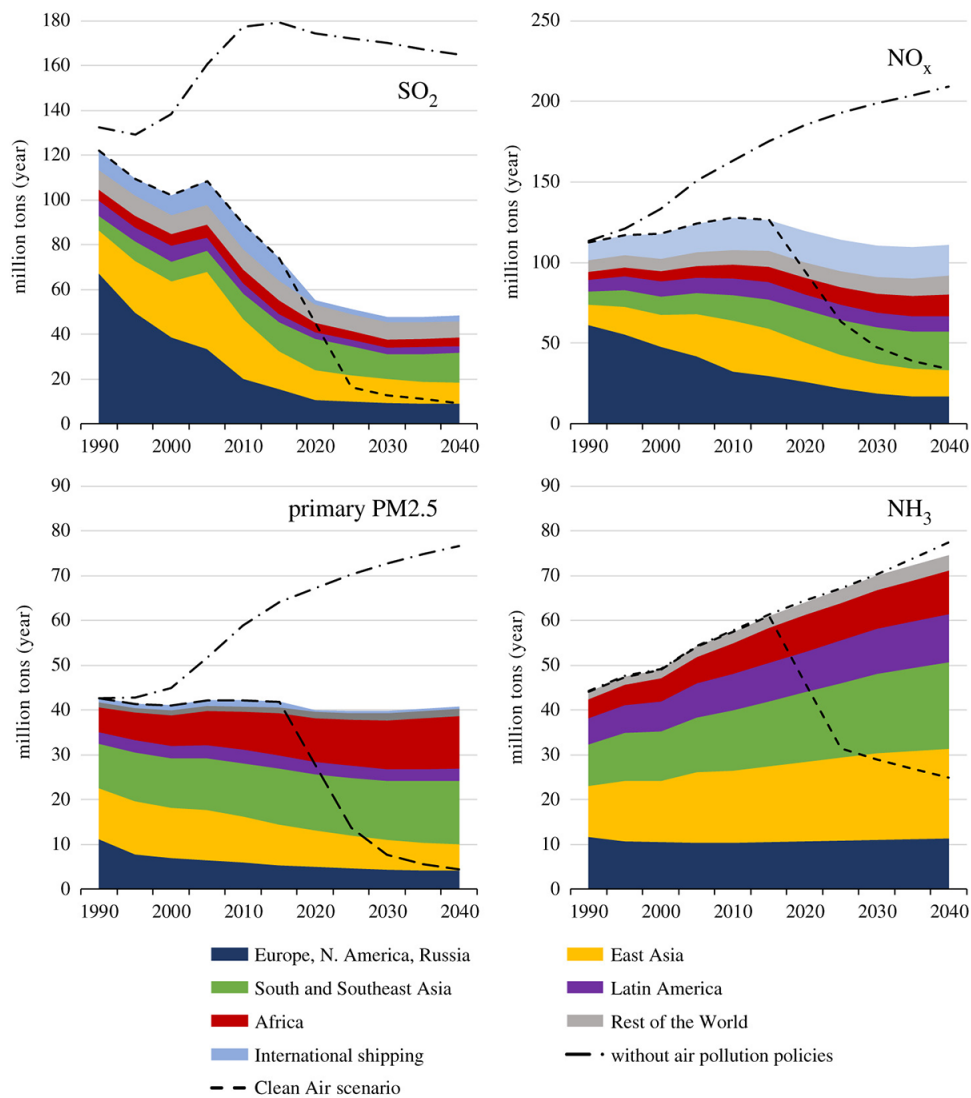 180
160
140
120
100
80
60
40
20
0
million tons (year)
SO2
1990 2000 2010 2020 2030 2040
250
200
150
100
50
0
million tons (year)
NOx
1990 2000 2010 2020 2030 2040
90
80
70
60
50
40
30
20
10
0
million tons (year)
primary PM2.5
1990 2000 2010 2020 2030 2040
90
80
70
60
50
40
30
20
10
0
million tons (year)
NH3
1990 2000 2010 2020 2030 2040
Europe, N. America, Russia
East Asia
South and Southeast Asia
Latin America
Africa
Rest of the World
International shipping
without air pollution policies
Clean Air scenario